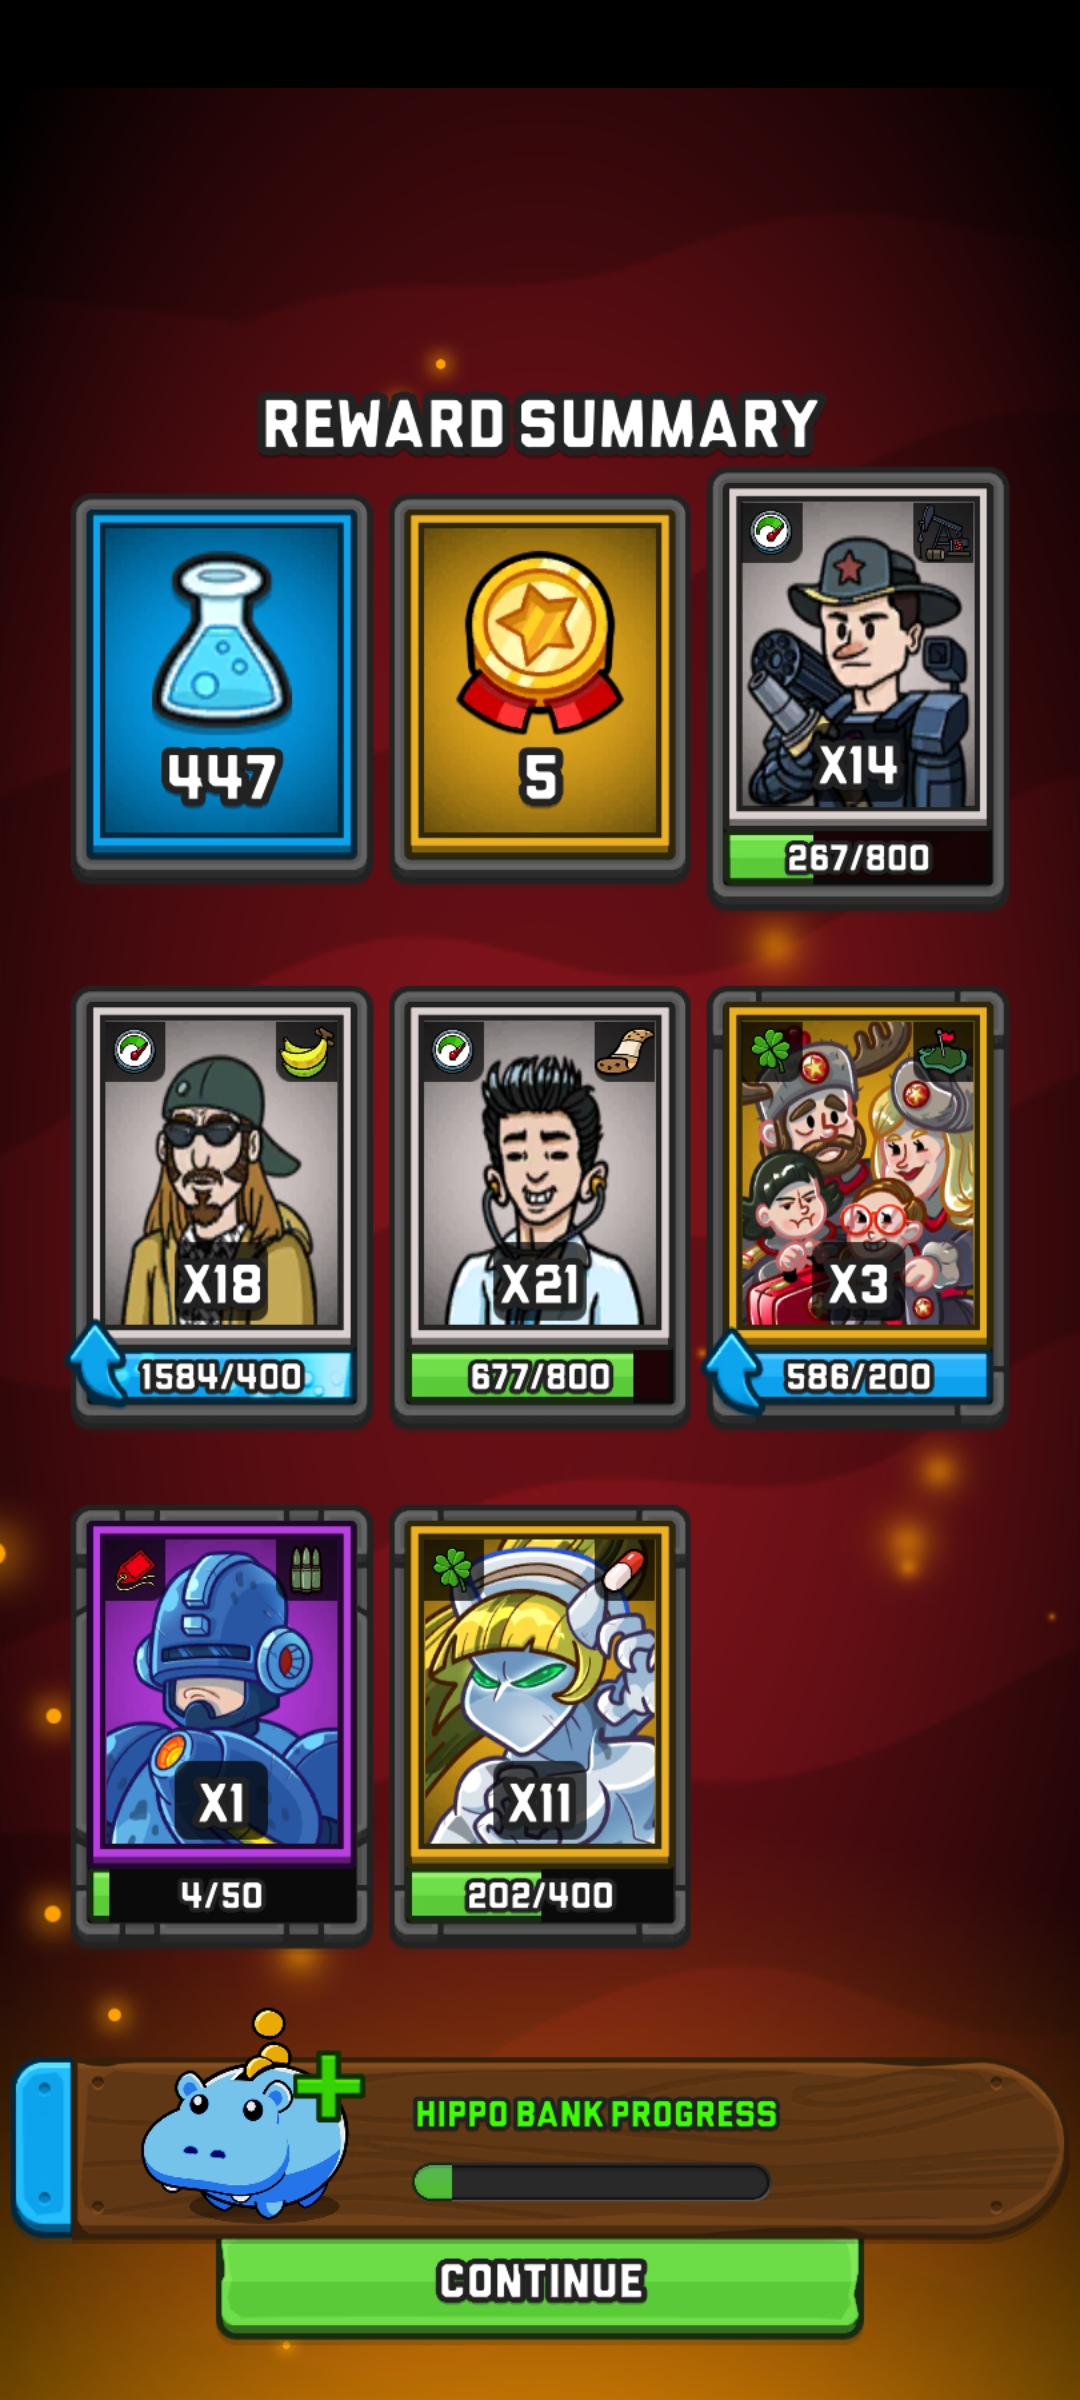 REWARD SUMMARY
447
5
X14
267/800
X18
1584/400
X21
677/800
X3
586/200
X1
4/50
X11
202/400
HIPPO BANK PROGRESS
CONTINUE